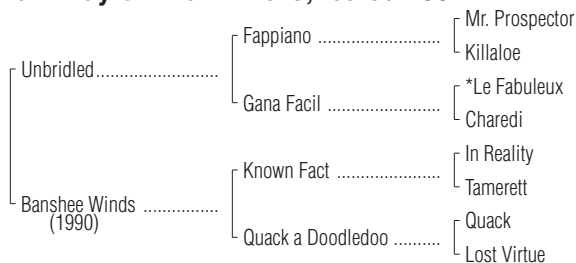 Mr. Prospector
Fappiano ........................
Killaloe
Unbridled........................
*Le Fabuleux
Gana Facil ......................
Charedi
In Reality
Known Fact ....................
Tamerett
Banshee Winds ...............
(1990)
Quack
Quack a Doodledoo ..........
Lost Virtue